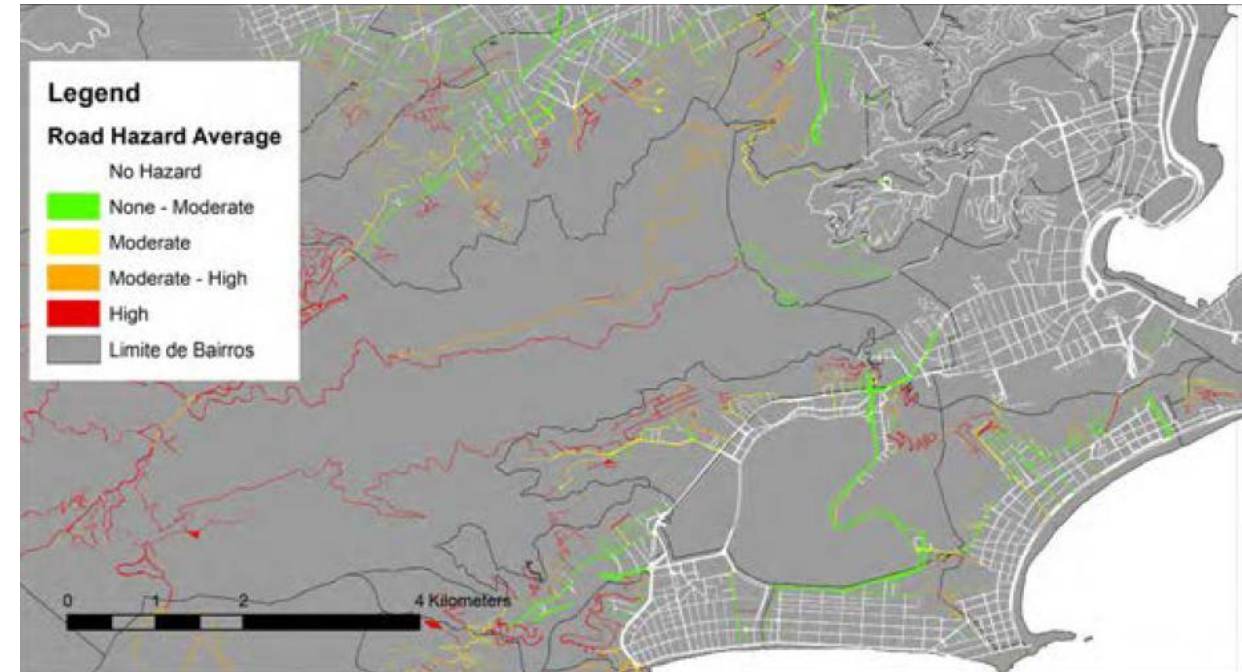 Legend
Road Hazard Average
No Hazard
None - Moderate
Moderate
Moderate - High
High
Limite de Bairros
0 1 2 4 Kilometers